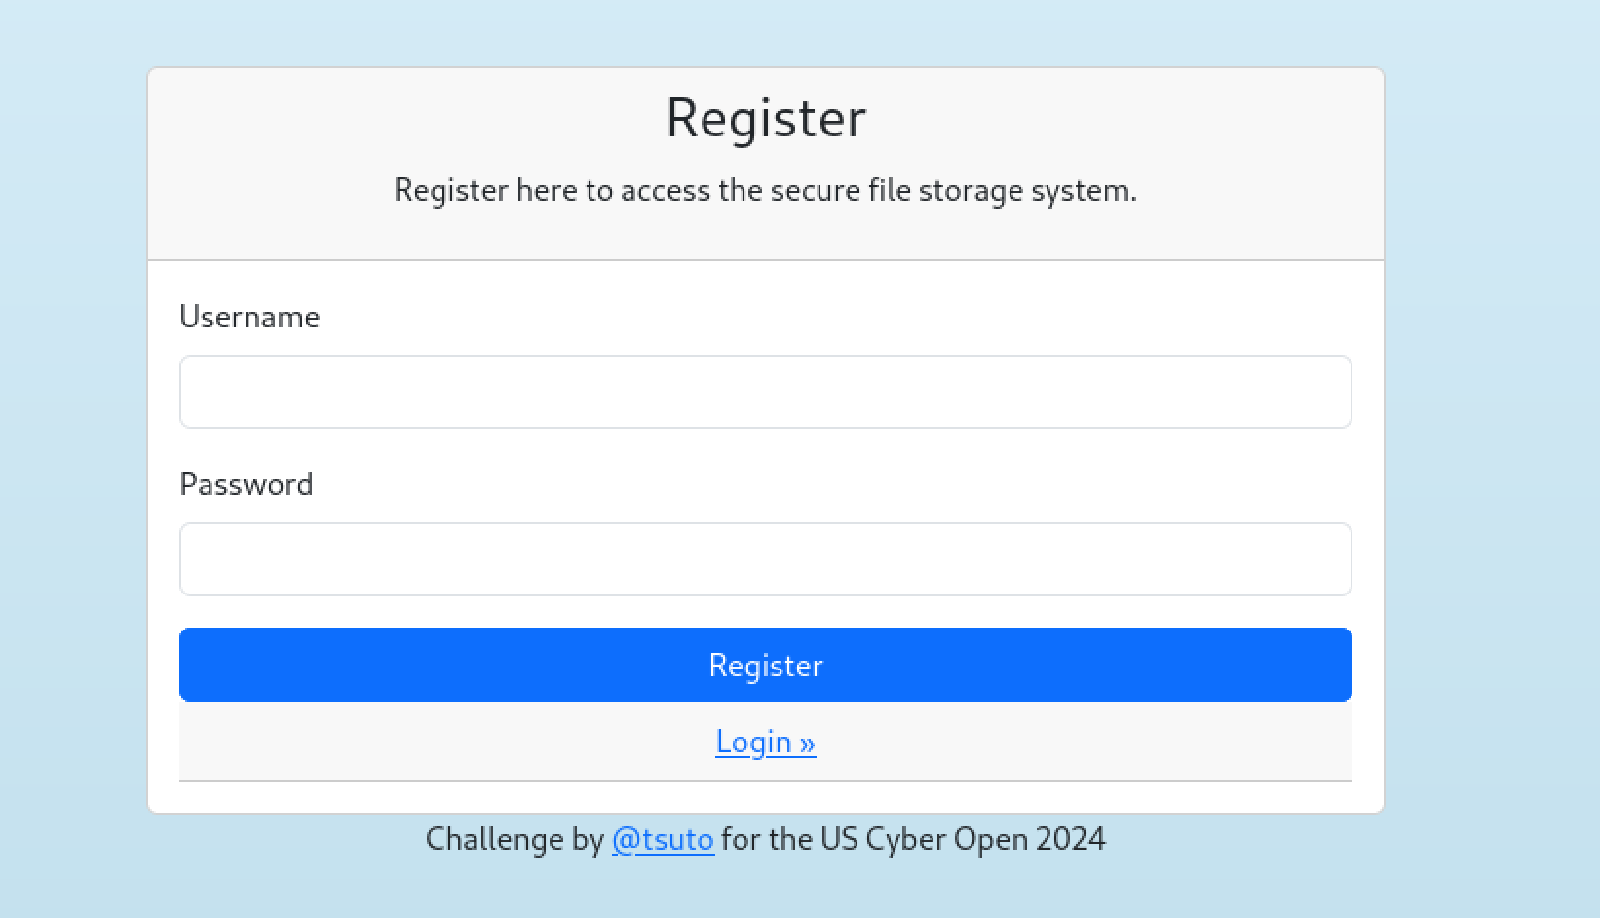 Register
Register here to access the secure file storage system.
Username
Password
Register
Login »
Challenge by @tsuto for the US Cyber Open 2024